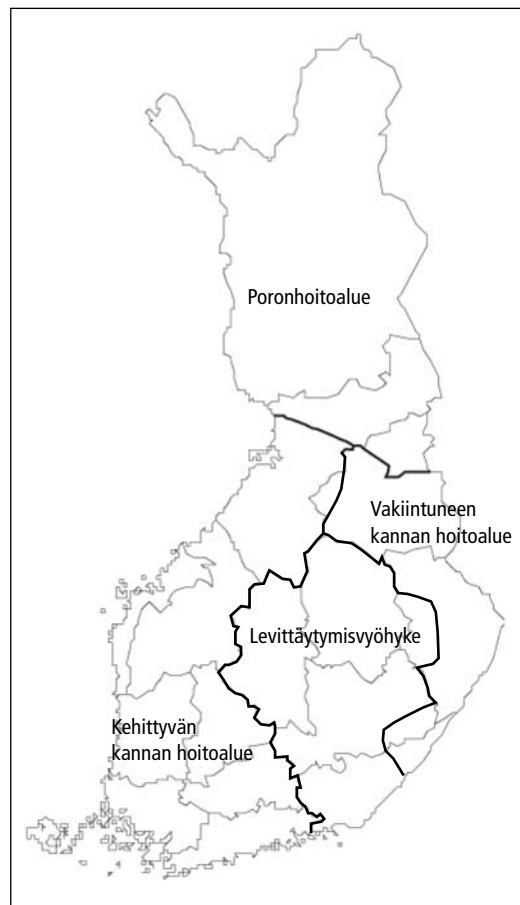 Poronhoitoalue
Vakiintuneen
kannan hoitoalue
Levittäytymisvyöhyke
Kehittyvän
kannan hoitoalue